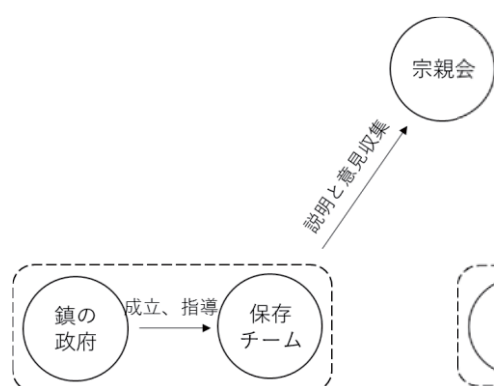 宗親会
説明と意見収集
鎮の
政府
成立、指導
保存
チーム